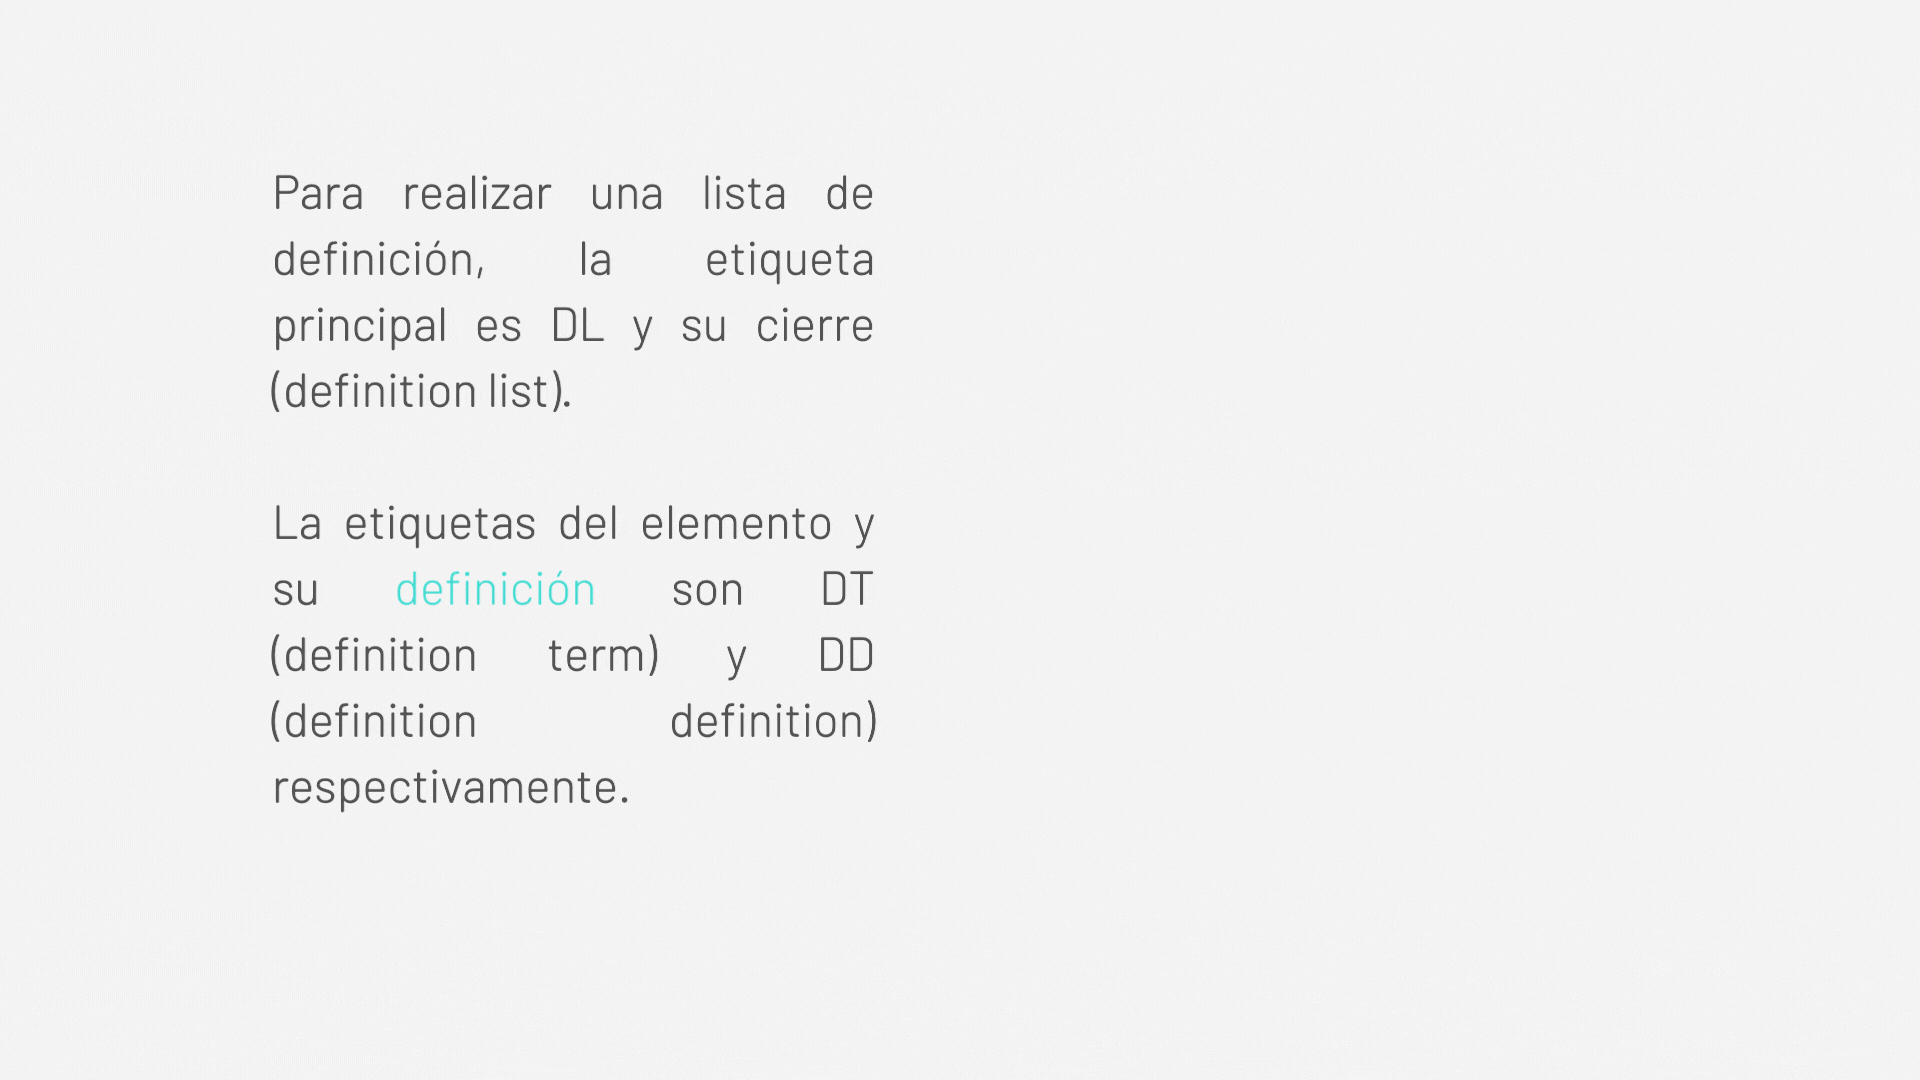 Para realizar una lista de
definición, la etiqueta
principal es DL y su cierre
(definition list).
La etiquetas del elemento y
su definición son DT
(definition term) y DD
(definition definition)
respectivamente.